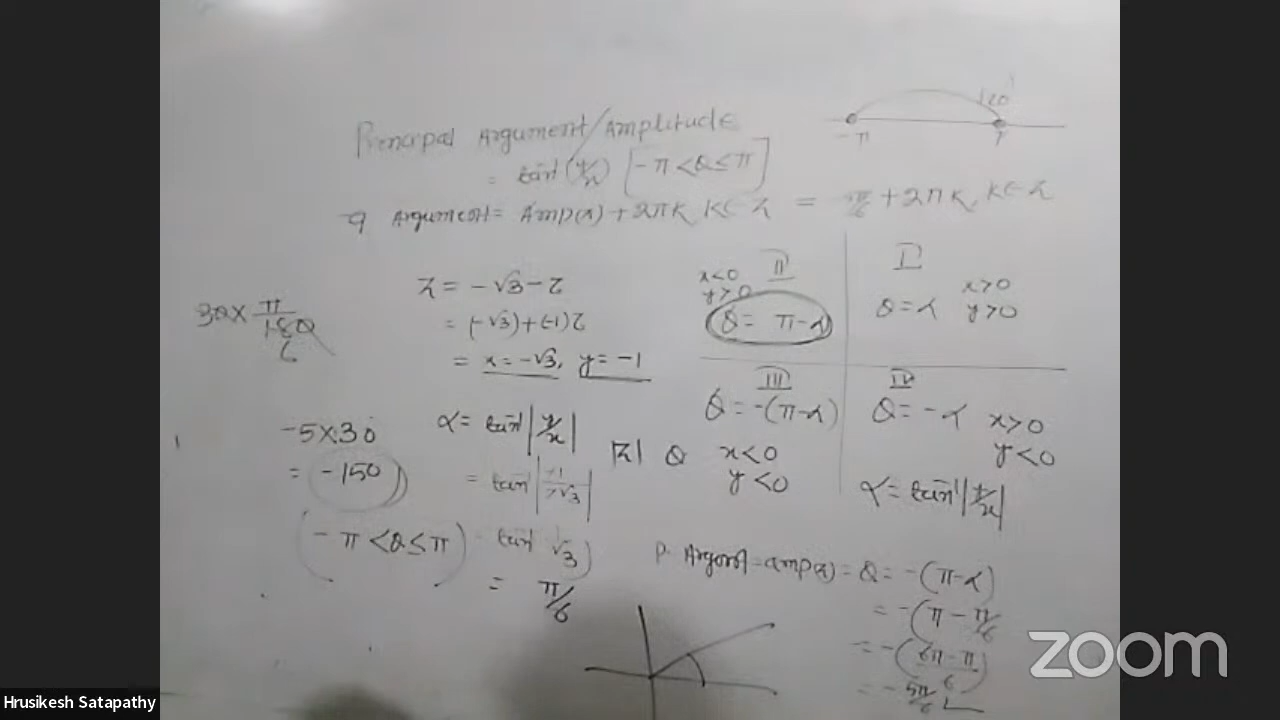 Principal Argument/Amplitude
= tan⁻¹(y/x) [-π<θ≤π]
Argument = Amp(z)+2πK, K∈Z = π/6+2πK, K∈Z
120°
-π
π
30×π/180
6
z = -√3-i
= (-√3)+(-1)i
= x=-√3, y=-1
α = tan⁻¹|y/x|
= tan⁻¹|-1/-√3|
tan⁻¹ 1/√3)
= π/6
-5×30
= -150
(-π<θ≤π)
|z| θ
x<0 II
y>0
θ = π-α
I
x>0
θ=α y>0
III
θ = -(π-α)
x<0
y<0
IV
θ = -α x>0
y<0
α = tan⁻¹|y/x|
P. Argument = amp(z) = θ = -(π-α)
= -(π-π/6
= -(6π-π/6)
= -5π/6
zoom
Hrusikesh Satapathy